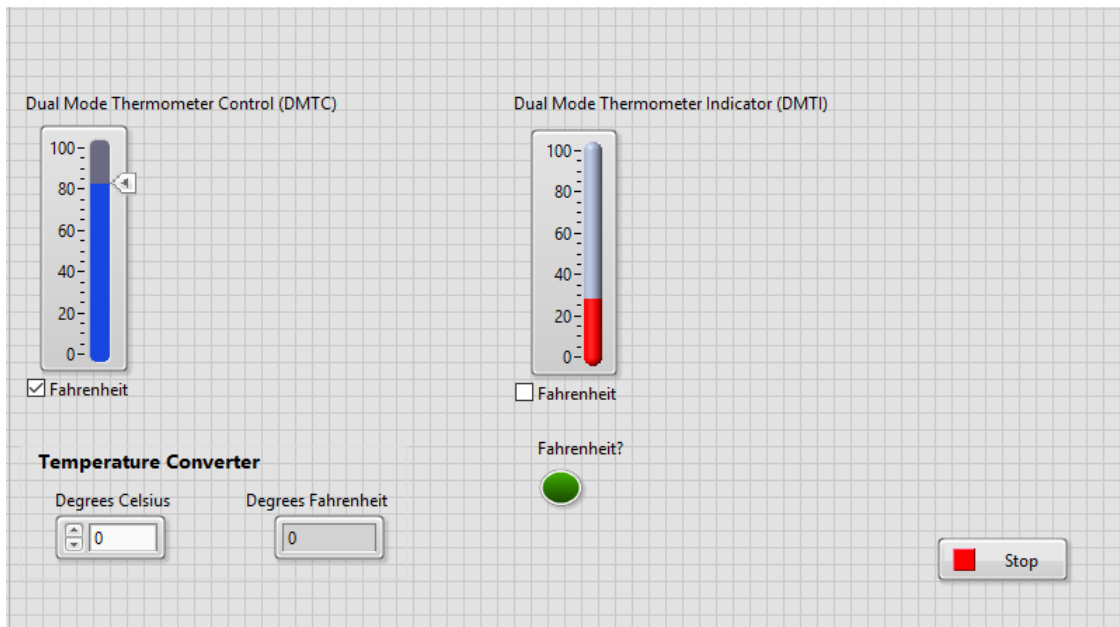 Dual Mode Thermometer Control (DMTC)
100
80
60
40
20
0
Fahrenheit
Dual Mode Thermometer Indicator (DMTI)
100
80
60
40
20
0
Fahrenheit
Fahrenheit?
Temperature Converter
Degrees Celsius
0
Degrees Fahrenheit
0
Stop